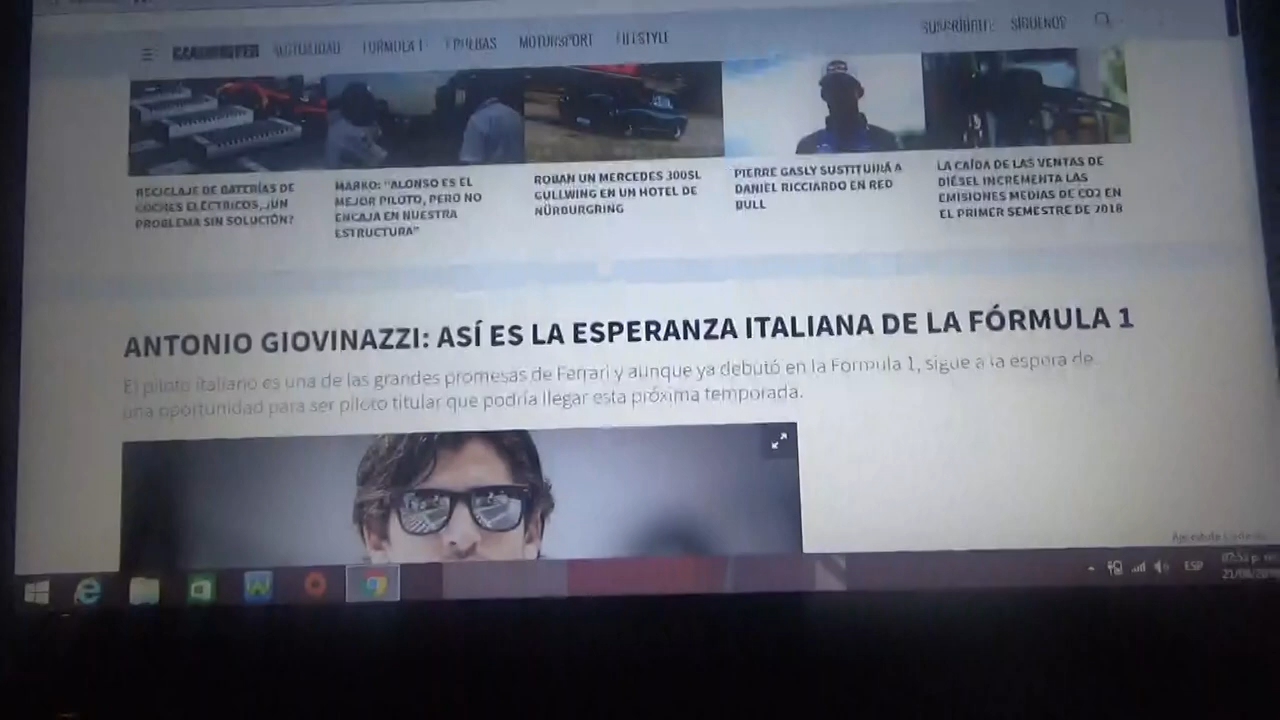 ACTUALIDAD FORMULA 1 PRUEBAS MOTORSPORT LIFESTYLE SUSCRÍBETE SÍGUENOS
RECICLAJE DE BATERÍAS DE
COCHES ELÉCTRICOS, ¿UN
PROBLEMA SIN SOLUCIÓN?
MARKO: "ALONSO ES EL
MEJOR PILOTO, PERO NO
ENCAJA EN NUESTRA
ESTRUCTURA"
ROBAN UN MERCEDES 300SL
GULLWING EN UN HOTEL DE
NÜRBURGRING
PIERRE GASLY SUSTITUIRÁ A
DANIEL RICCIARDO EN RED
BULL
LA CAÍDA DE LAS VENTAS DE
DIÉSEL INCREMENTA LAS
EMISIONES MEDIAS DE CO2 EN
EL PRIMER SEMESTRE DE 2018
ANTONIO GIOVINAZZI: ASÍ ES LA ESPERANZA ITALIANA DE LA FÓRMULA 1
El piloto italiano es una de las grandes promesas de Ferrari y aunque ya debutó en la Formula 1, sigue a la espera de
una oportunidad para ser piloto titular que podría llegar esta próxima temporada.
ESP